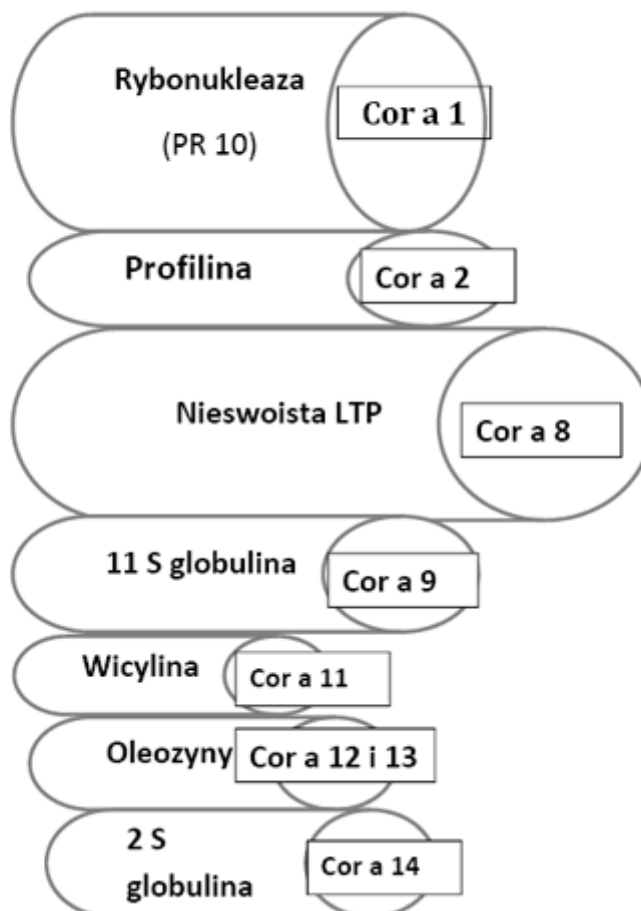 Rybonukleaza
(PR 10)
Cor a 1
Profilina
Cor a 2
Nieswoista LTP
Cor a 8
11 S globulina
Cor a 9
Wicylina
Cor a 11
Oleozyny
Cor a 12 i 13
2 S
globulina
Cor a 14